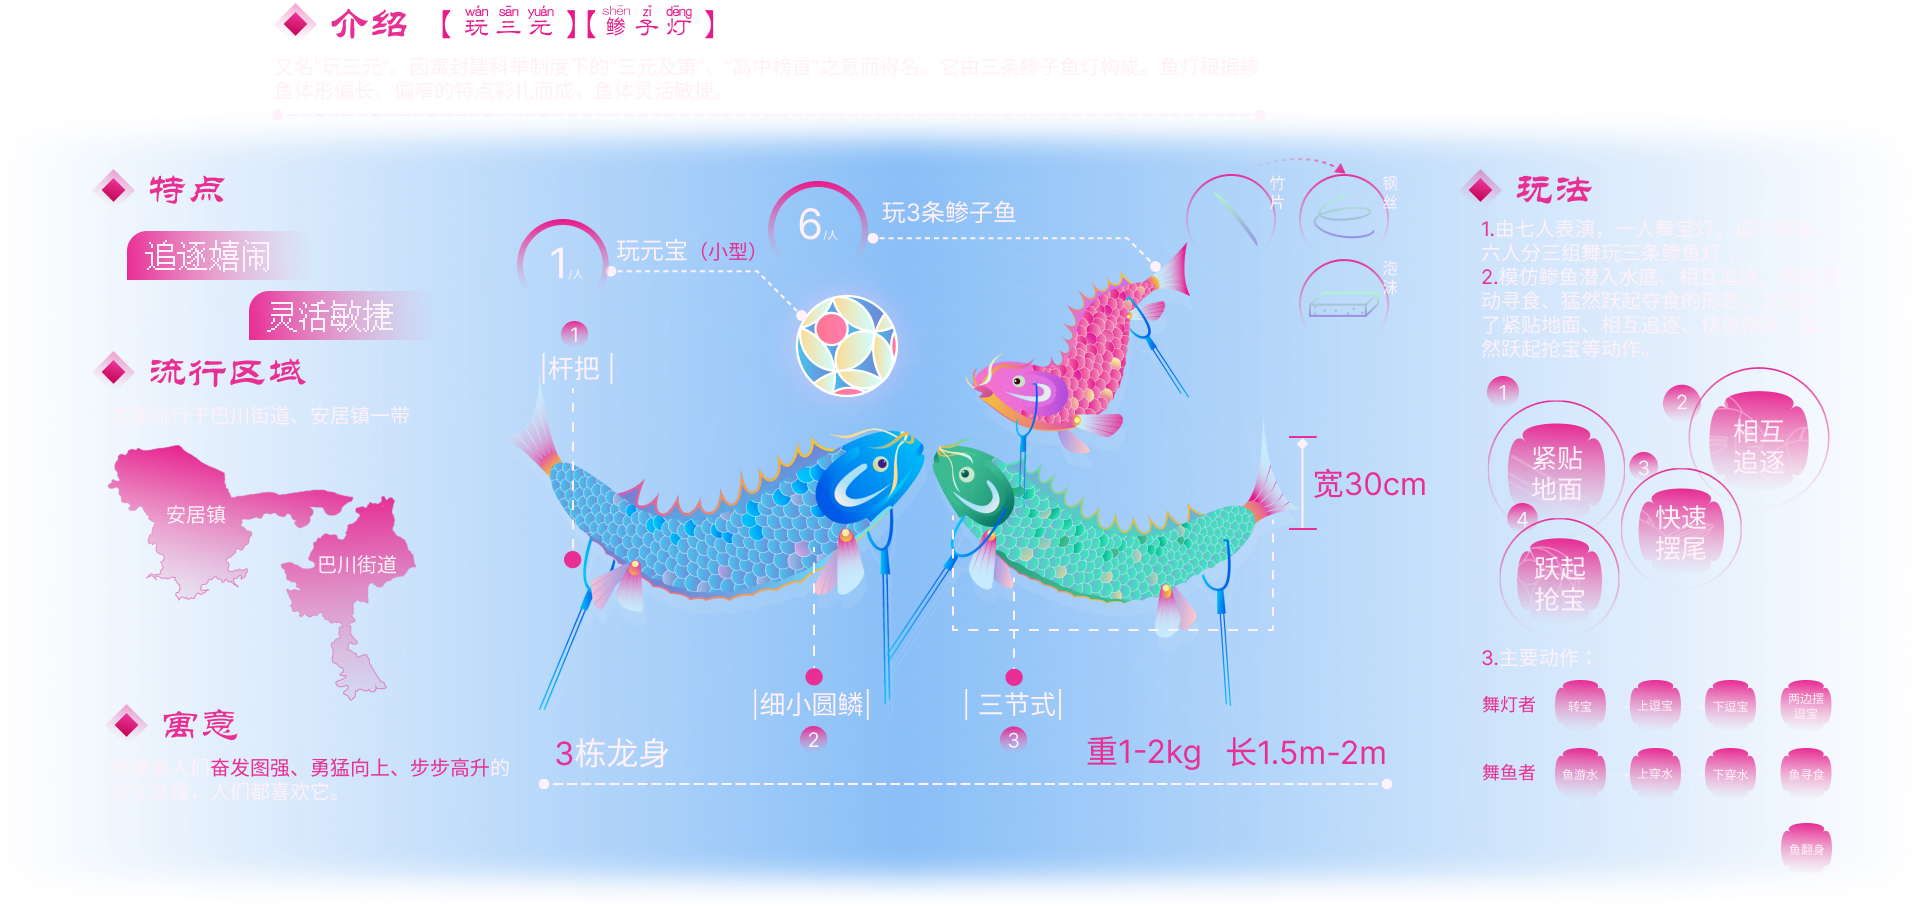 介绍 【玩三元】【鲹子灯】
wán sān yuán shēn zi dēng
又名"玩三元"。因寓封建科举制度下的"三元及第"、"高中榜首"之意而得名。它由三条鲹子鱼灯构成。鱼灯根据鲹
鱼体形偏长、偏窄的特点彩扎而成，鱼体灵活敏捷。
特点
追逐嬉闹
灵活敏捷
流行区域
流行于巴川街道、安居镇一带
安居镇
巴川街道
寓意
人们奋发图强、勇猛向上、步步高升的
，人们都喜欢它。
1/人
玩元宝（小型）
6/人
玩3条鲹子鱼
竹片
钢丝
泡沫
1
|杆把|
宽30cm
|细小圆鳞|
2
|三节式|
3
3栋龙身
重1-2kg 长1.5m-2m
玩法
1.由七人表演，一人舞宝灯，
六人分三组舞玩三条鲹鱼灯；
2.模仿鲹鱼潜入水底、相互追逐、
动寻食、猛然跃起夺食的形态，
了紧贴地面、相互追逐、快速摆
然跃起抢宝等动作。
1
紧贴
地面
2
相互
追逐
3
快速
摆尾
4
跃起
抢宝
3.主要动作：
舞灯者 转宝 上逗宝 下逗宝 两边摆逗宝
舞鱼者 鱼游水 上穿水 下穿水 鱼寻食
鱼翻身